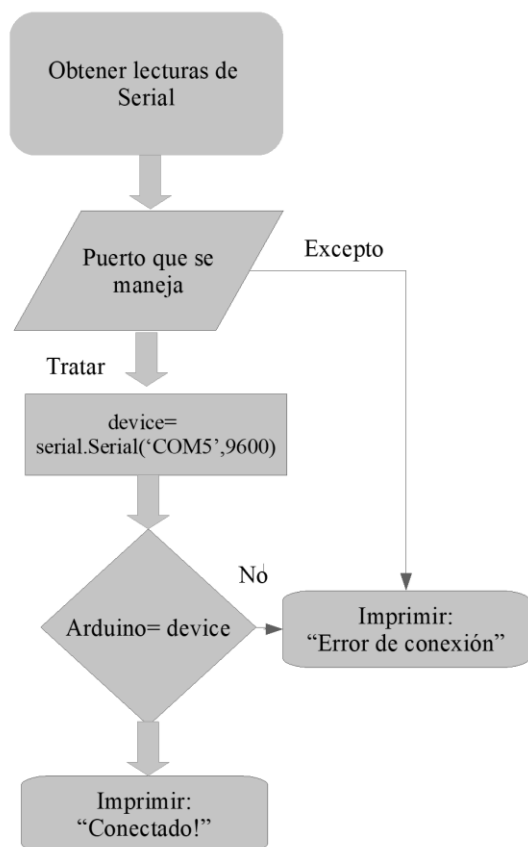 Obtener lecturas de
Serial
Puerto que se
maneja
Excepto
Tratar
device=
serial.Serial(‘COM5’,9600)
Arduino= device
No
Imprimir:
“Error de conexión”
Imprimir:
“Conectado!”